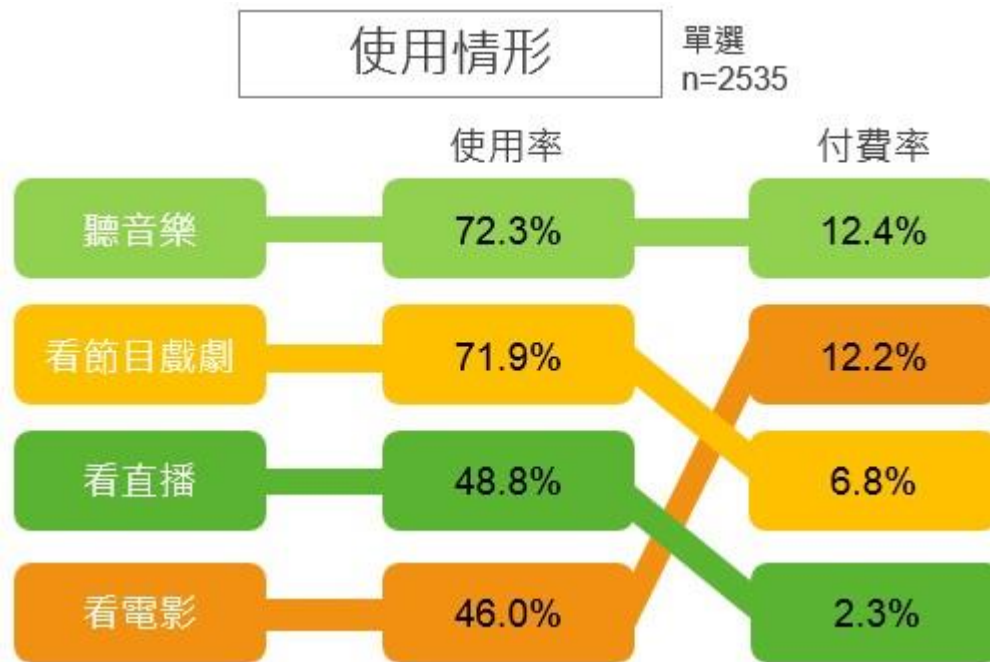 使用情形
單選
n=2535
使用率 付費率
聽音樂 72.3% 12.4%
看節目戲劇 71.9% 12.2%
看直播 48.8% 6.8%
看電影 46.0% 2.3%